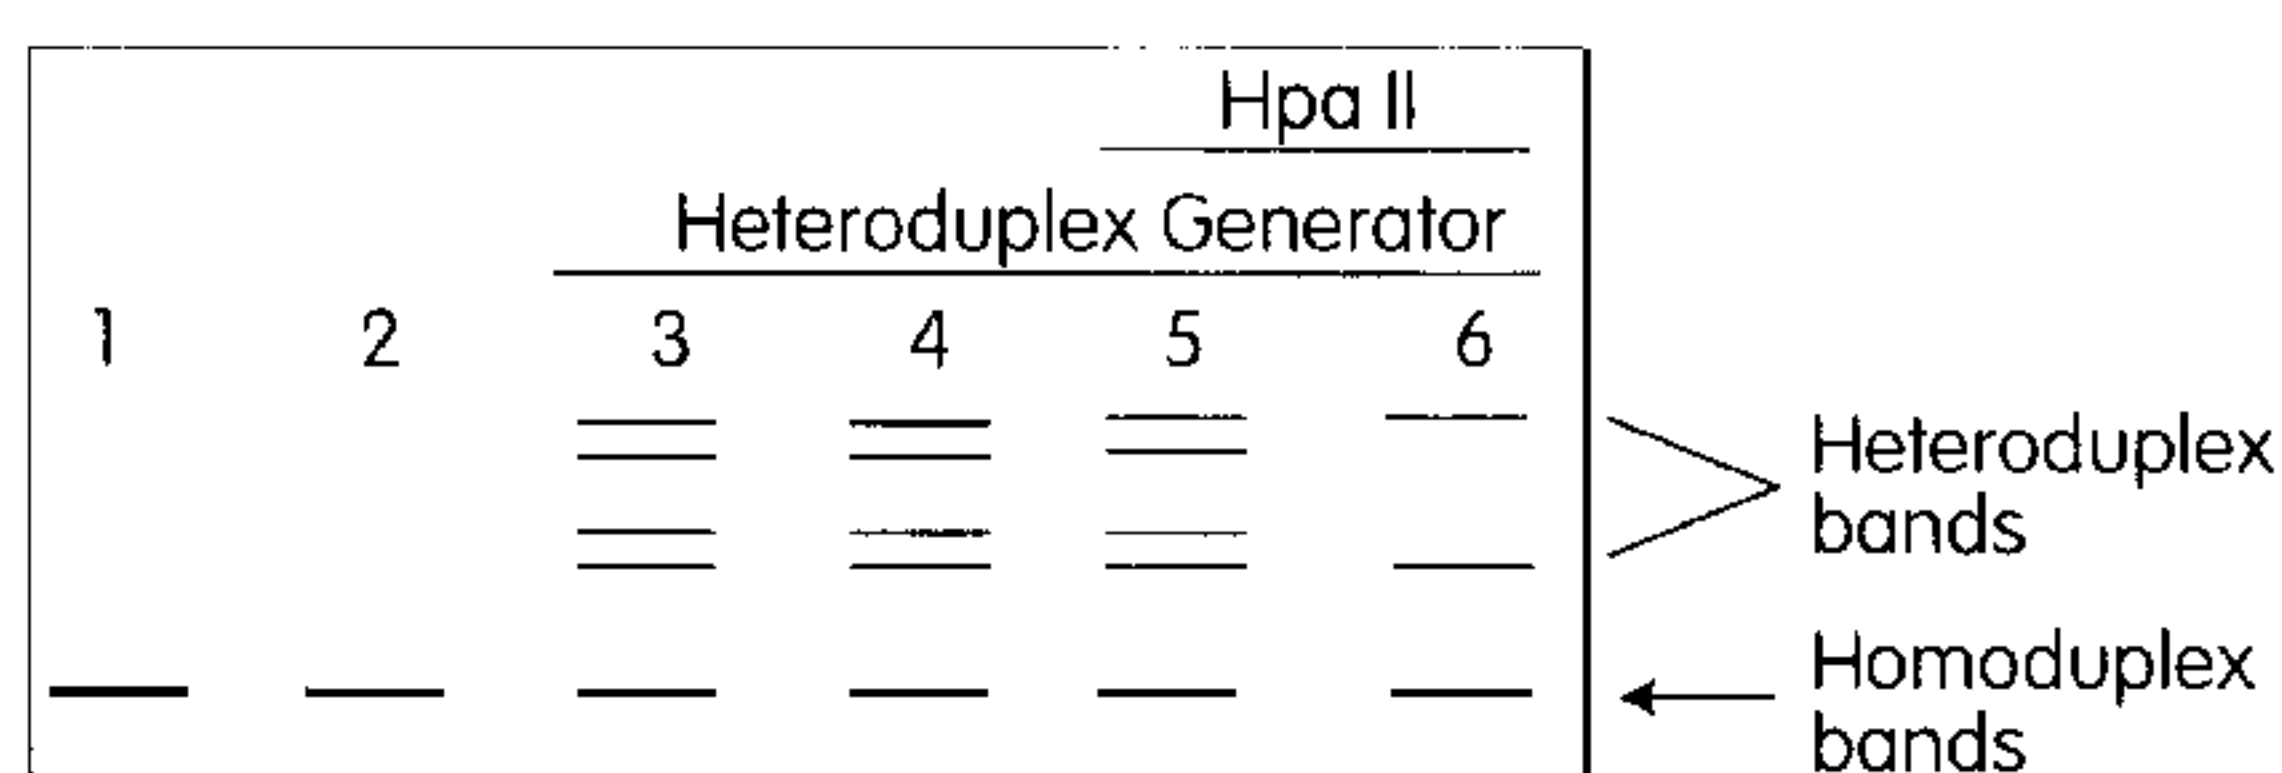 Hpa II
Heteroduplex Generator
1 2 3 4 5 6
Heteroduplex
bands
Homoduplex
bands